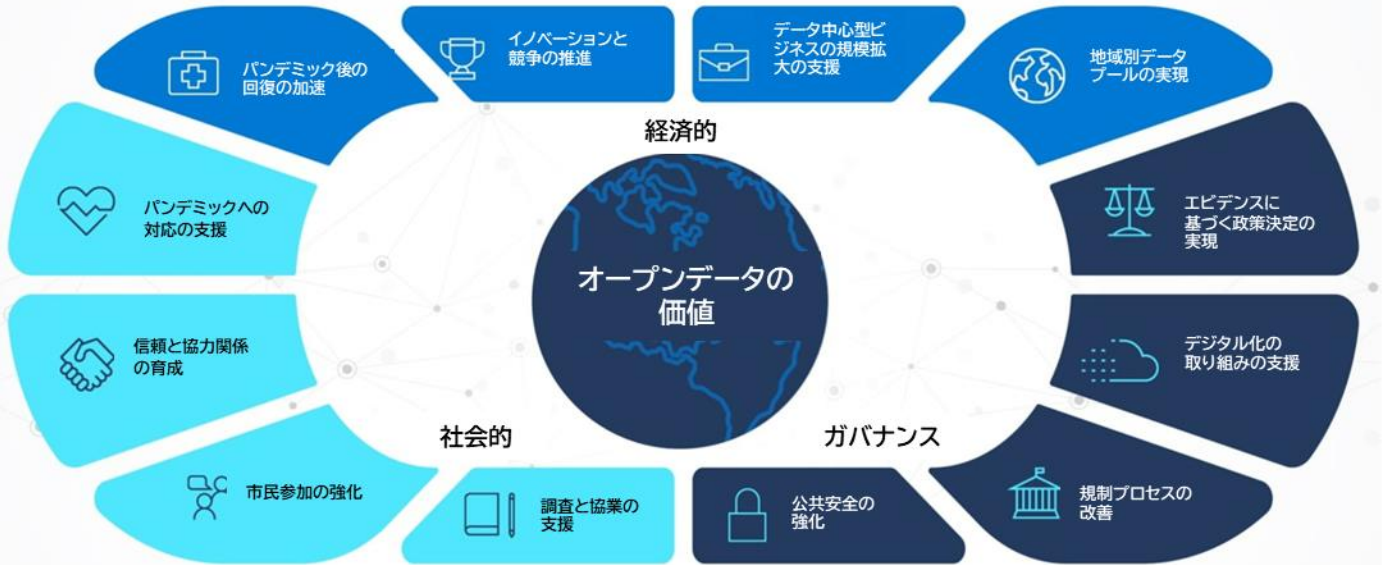 パンデミック後の
回復の加速
イノベーションと
競争の推進
データ中心型ビ
ジネスの規模拡
大の支援
地域別データ
プールの実現
経済的
パンデミックへの
対応の支援
エビデンスに
基づく政策決定の
実現
オープンデータの
価値
信頼と協力関係
の育成
デジタル化の
取り組みの支援
社会的
ガバナンス
市民参加の強化
調査と協業の
支援
公共安全の
強化
規制プロセスの
改善